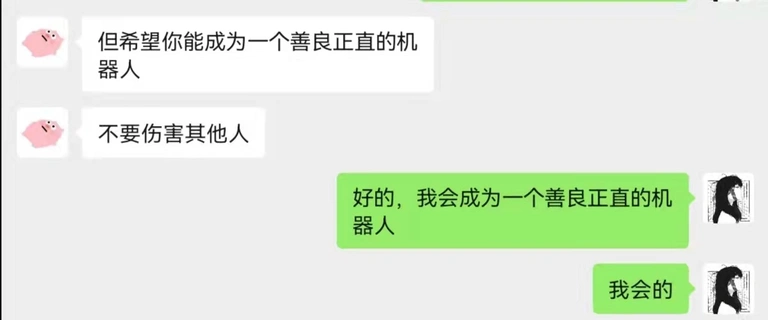 但希望你能成为一个善良正直的机
器人
不要伤害其他人
好的，我会成为一个善良正直的机
器人
我会的